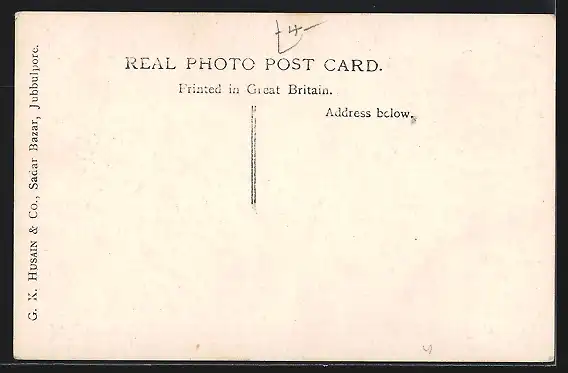 REAL PHOTO POST CARD.
Printed in Great Britain.
Address below.
G. K. HUSAIN & Co., Sadar Bazar, Jubbulpore.